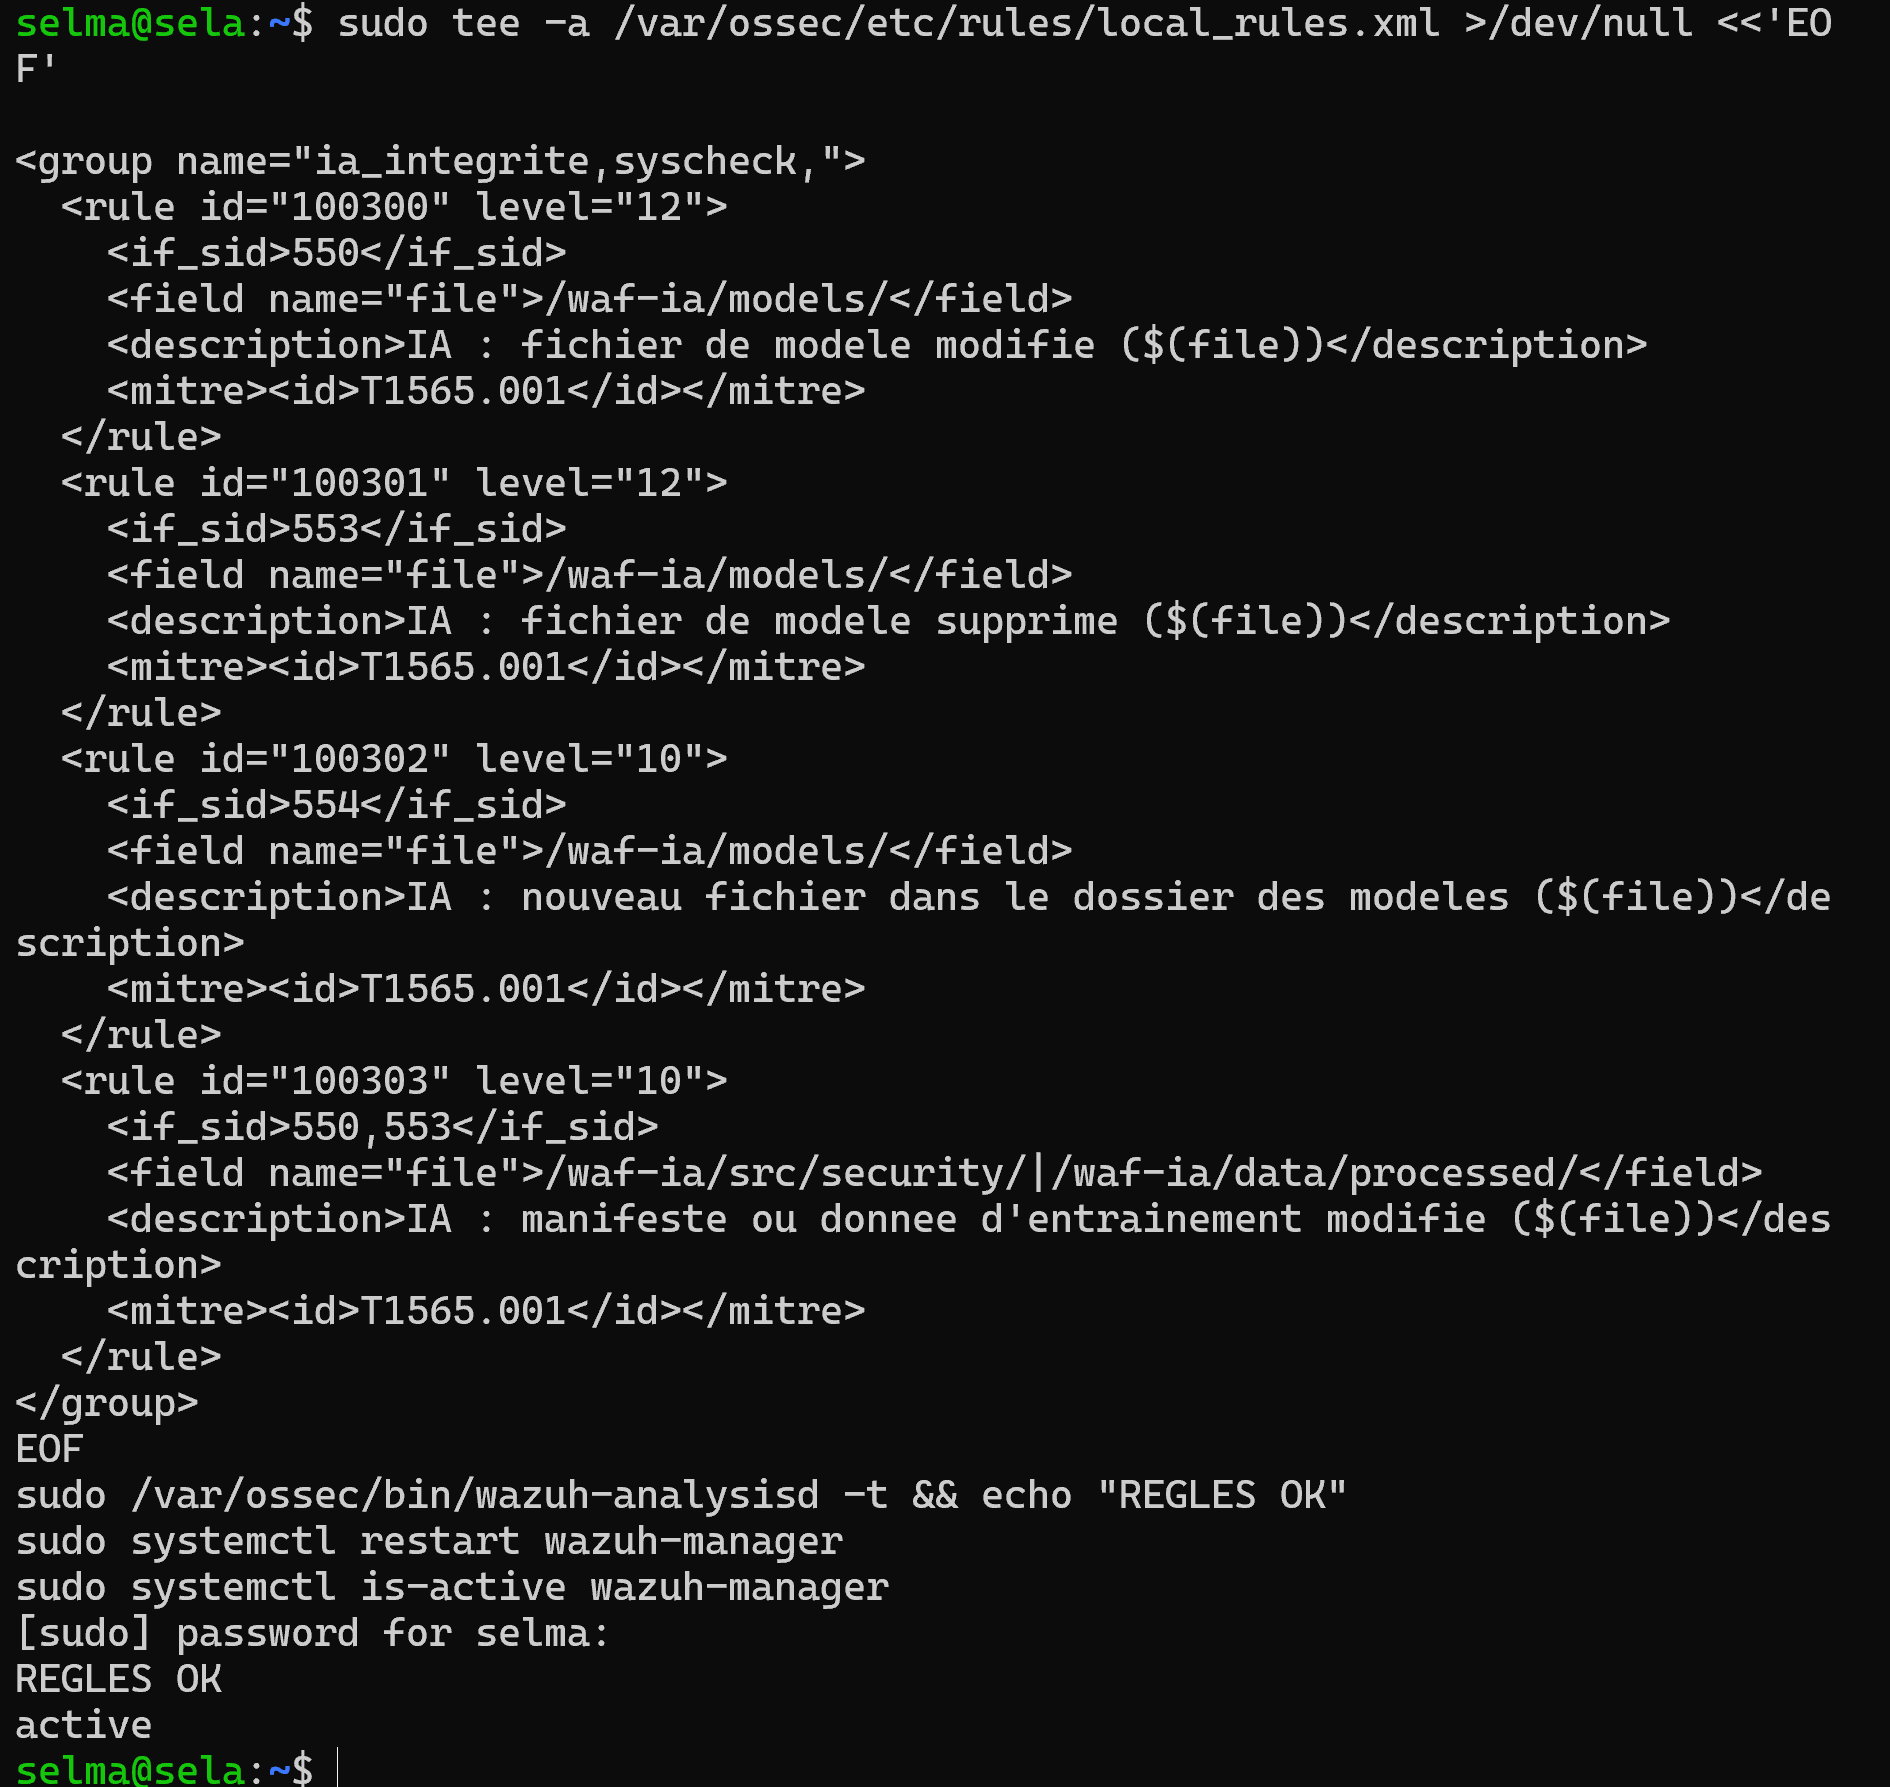 selma@sela:~$ sudo tee -a /var/ossec/etc/rules/local_rules.xml >/dev/null <<'EO
F'

<group name="ia_integrite,syscheck,">
  <rule id="100300" level="12">
    <if_sid>550</if_sid>
    <field name="file">/waf-ia/models/</field>
    <description>IA : fichier de modele modifie ($(file))</description>
    <mitre><id>T1565.001</id></mitre>
  </rule>
  <rule id="100301" level="12">
    <if_sid>553</if_sid>
    <field name="file">/waf-ia/models/</field>
    <description>IA : fichier de modele supprime ($(file))</description>
    <mitre><id>T1565.001</id></mitre>
  </rule>
  <rule id="100302" level="10">
    <if_sid>554</if_sid>
    <field name="file">/waf-ia/models/</field>
    <description>IA : nouveau fichier dans le dossier des modeles ($(file))</de
scription>
    <mitre><id>T1565.001</id></mitre>
  </rule>
  <rule id="100303" level="10">
    <if_sid>550,553</if_sid>
    <field name="file">/waf-ia/src/security/|/waf-ia/data/processed/</field>
    <description>IA : manifeste ou donnee d'entrainement modifie ($(file))</des
cription>
    <mitre><id>T1565.001</id></mitre>
  </rule>
</group>
EOF
sudo /var/ossec/bin/wazuh-analysisd -t && echo "REGLES OK"
sudo systemctl restart wazuh-manager
sudo systemctl is-active wazuh-manager
[sudo] password for selma:
REGLES OK
active
selma@sela:~$